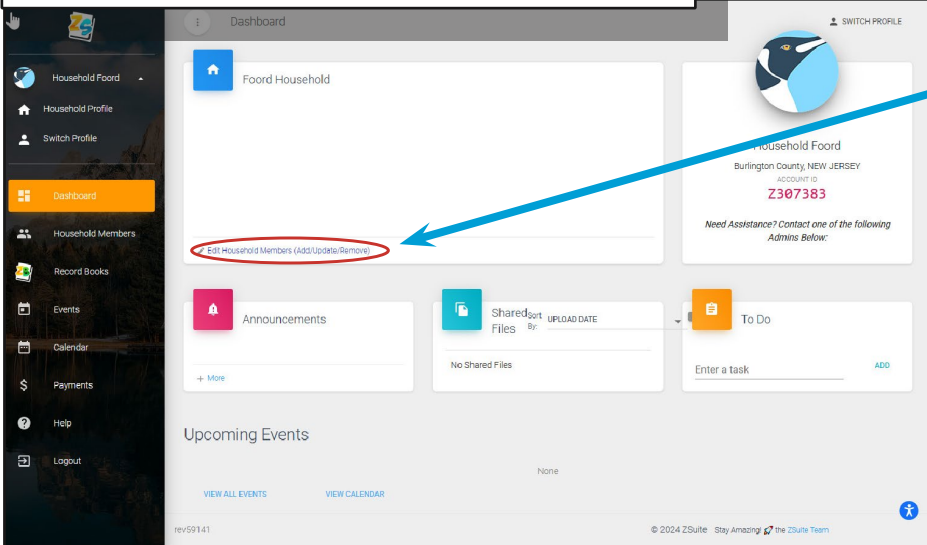 ZS
Dashboard
SWITCH PROFILE
Household Foord
Household Profile
Switch Profile
Dashboard
Household Members
Record Books
Events
Calendar
Payments
Help
Logout
Foord Household
Edit Household Members (Add/Update/Remove)
Household Foord
Burlington County, NEW JERSEY
ACCOUNT ID
Z307383
Need Assistance? Contact one of the following
Admins Below:
Announcements
+ More
Shared
Files
Sort
By:
UPLOAD DATE
No Shared Files
To Do
Enter a task
ADD
Upcoming Events
None
VIEW ALL EVENTS
VIEW CALENDAR
rev59141
© 2024 ZSuite Stay Amazing! the ZSuite Team